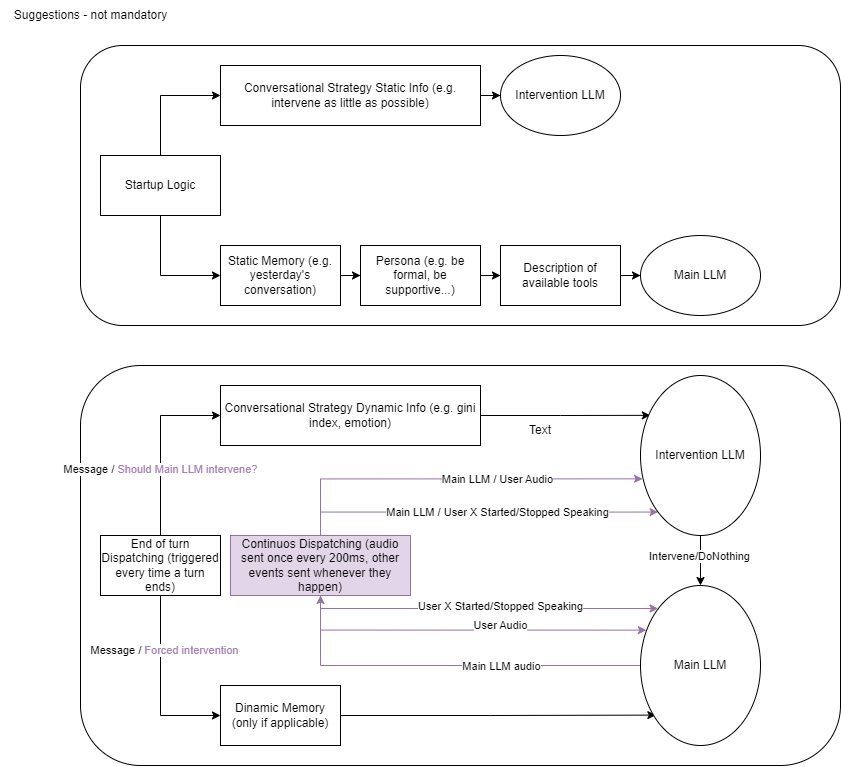 Suggestions - not mandatory
Conversational Strategy Static Info (e.g.
intervene as little as possible)
Intervention LLM
Startup Logic
Static Memory (e.g.
yesterday's
conversation)
Persona (e.g. be
formal, be
supportive...)
Description of
available tools
Main LLM
Conversational Strategy Dynamic Info (e.g. gini
index, emotion)
Text
Intervention LLM
Message / Should Main LLM intervene?
Main LLM / User Audio
Main LLM / User X Started/Stopped Speaking
End of turn
Dispatching (triggered
every time a turn
ends)
Continuos Dispatching (audio
sent once every 200ms, other
events sent whenever they
happen)
Intervene/DoNothing
User X Started/Stopped Speaking
User Audio
Message / Forced intervention
Main LLM audio
Main LLM
Dinamic Memory
(only if applicable)